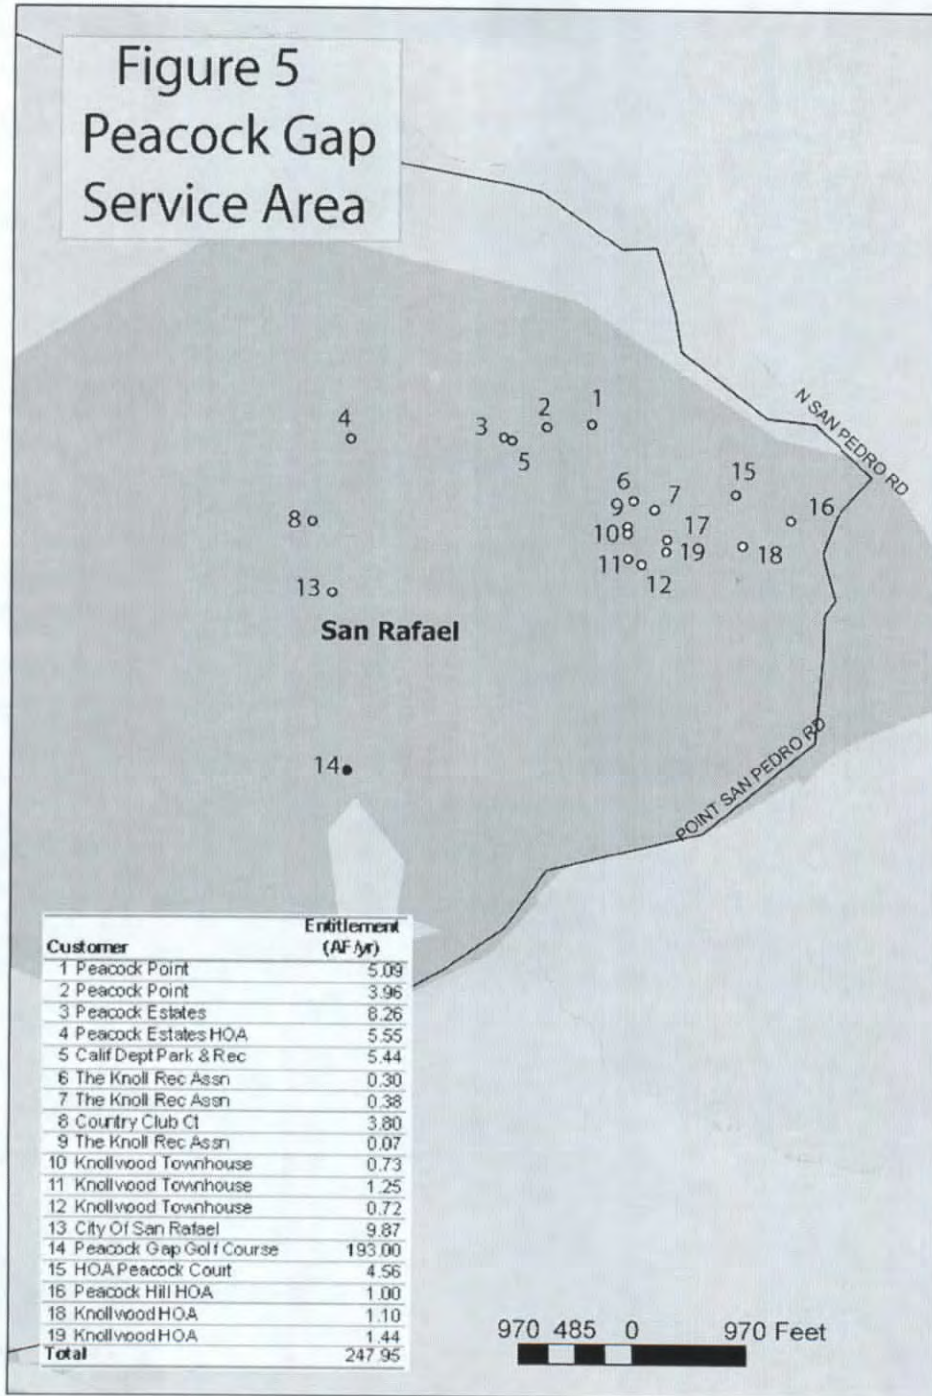 Figure 5
Peacock Gap
Service Area
N SAN PEDRO RD
1
2
3
4
5
15
6
7
9
16
8
17
10
18
19
11
12
13
San Rafael
14
POINT SAN PEDRO RD
Customer Entitlement (AF/yr)
1 Peacock Point 5.09
2 Peacock Point 3.96
3 Peacock Estates 8.26
4 Peacock Estates HOA 5.55
5 Calif Dept Park & Rec 5.44
6 The Knoll Rec Assn 0.30
7 The Knoll Rec Assn 0.38
8 Country Club Ct 3.80
9 The Knoll Rec Assn 0.07
10 Knollwood Townhouse 0.73
11 Knollwood Townhouse 1.25
12 Knollwood Townhouse 0.72
13 City Of San Rafael 9.87
14 Peacock Gap Golf Course 193.00
15 HOA Peacock Court 4.56
16 Peacock Hill HOA 1.00
18 Knollwood HOA 1.10
19 Knollwood HOA 1.44
Total 247.95
970 485 0 970 Feet